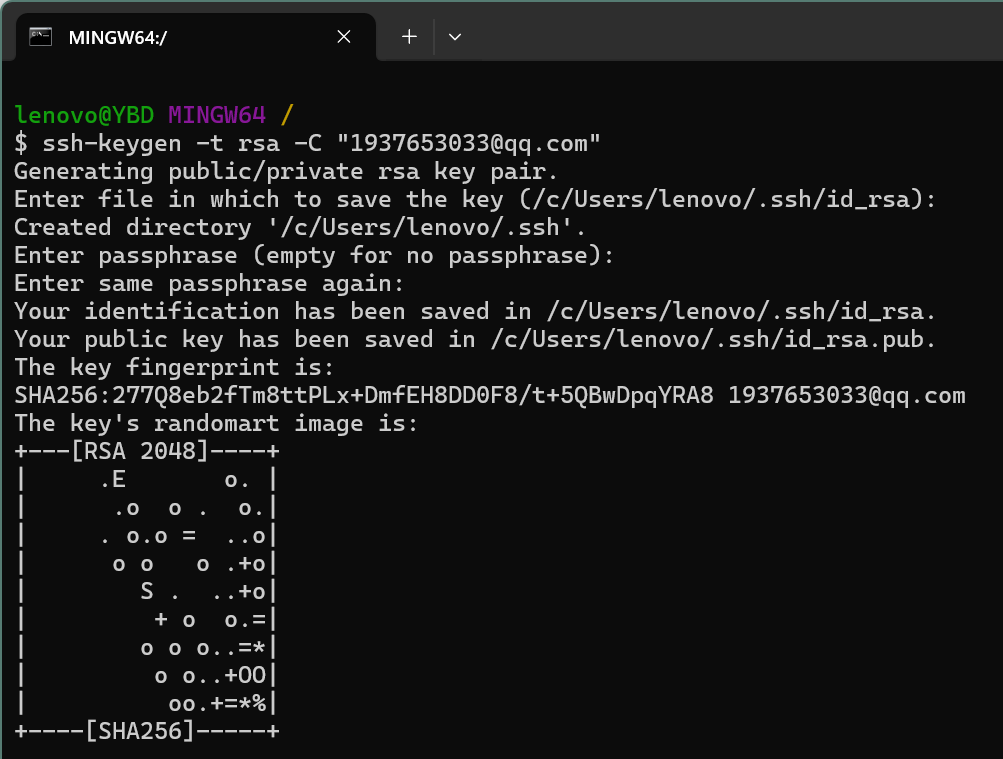 MINGW64:/
lenovo@YBD MINGW64 /
$ ssh-keygen -t rsa -C "1937653033@qq.com"
Generating public/private rsa key pair.
Enter file in which to save the key (/c/Users/lenovo/.ssh/id_rsa):
Created directory '/c/Users/lenovo/.ssh'.
Enter passphrase (empty for no passphrase):
Enter same passphrase again:
Your identification has been saved in /c/Users/lenovo/.ssh/id_rsa.
Your public key has been saved in /c/Users/lenovo/.ssh/id_rsa.pub.
The key fingerprint is:
SHA256:277Q8eb2fTm8ttPLx+DmfEH8DD0F8/t+5QBwDpqYRA8 1937653033@qq.com
The key's randomart image is:
+---[RSA 2048]----+
|     .E       o. |
|      .o  o .  o.|
|     . o.o =  ..o|
|      o o   o .+o|
|        S .  ..+o|
|         + o  o.=|
|        o o o..=*|
|         o o..+OO|
|          oo.+=*%|
+----[SHA256]-----+